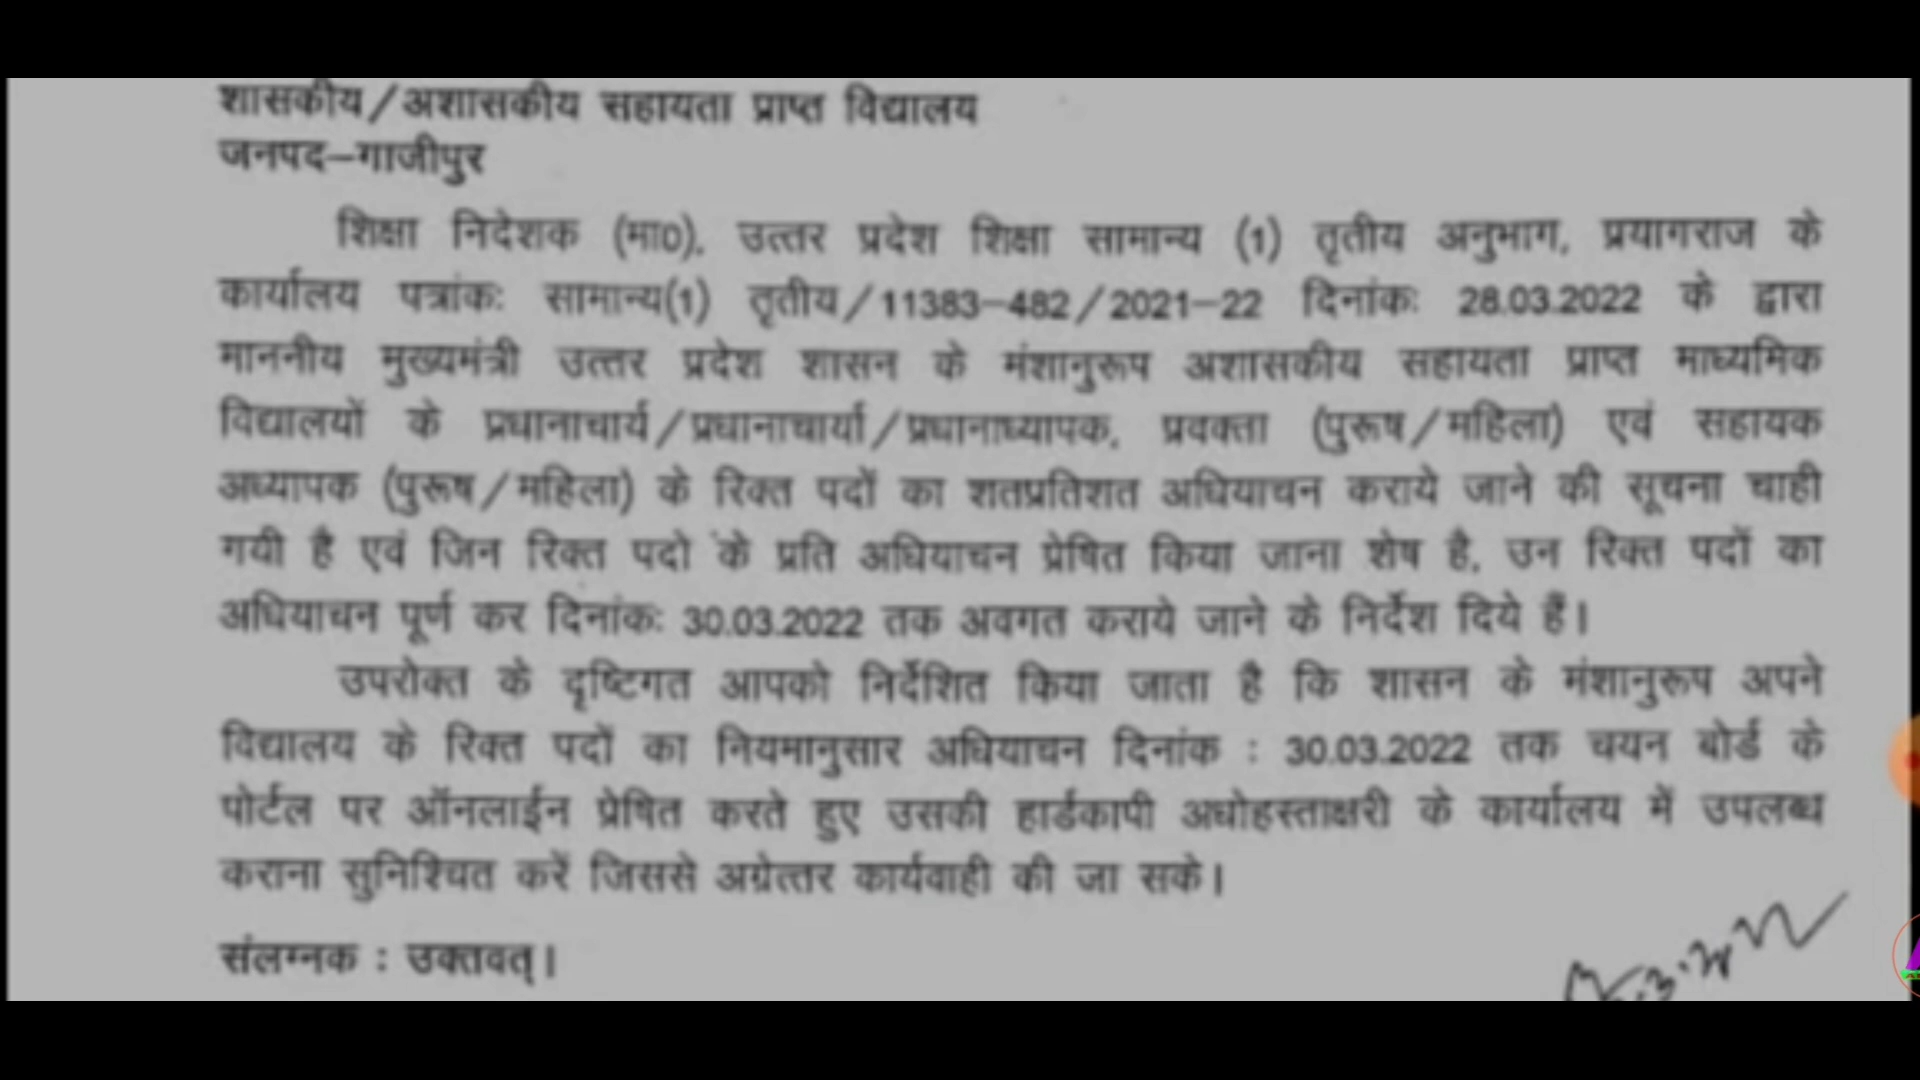 शासकीय/अशासकीय सहायता प्राप्त विद्यालय
जनपद–गाजीपुर
शिक्षा निदेशक (मा0), उत्तर प्रदेश शिक्षा सामान्य (1) तृतीय अनुभाग, प्रयागराज के
कार्यालय पत्रांकः सामान्य(1) तृतीय/11383–482/2021–22 दिनांकः 28.03.2022 के द्वारा
माननीय मुख्यमंत्री उत्तर प्रदेश शासन के मंशानुरूप अशासकीय सहायता प्राप्त माध्यमिक
विद्यालयों के प्रधानाचार्य/प्रधानाचार्या/प्रधानाध्यापक, प्रवक्ता (पुरूष/महिला) एवं सहायक
अध्यापक (पुरूष/महिला) के रिक्त पदों का शतप्रतिशत अधियाचन कराये जाने की सूचना चाही
गयी है एवं जिन रिक्त पदो के प्रति अधियाचन प्रेषित किया जाना शेष है, उन रिक्त पदों का
अधियाचन पूर्ण कर दिनांकः 30.03.2022 तक अवगत कराये जाने के निर्देश दिये हैं।
उपरोक्त के दृष्टिगत आपको निर्देशित किया जाता है कि शासन के मंशानुरूप अपने
विद्यालय के रिक्त पदों का नियमानुसार अधियाचन दिनांक : 30.03.2022 तक चयन बोर्ड के
पोर्टल पर ऑनलाईन प्रेषित करते हुए उसकी हार्डकापी अधोहस्ताक्षरी के कार्यालय में उपलब्ध
कराना सुनिश्चित करें जिससे अग्रेत्तर कार्यवाही की जा सके।
संलग्नक : उक्तवत्।